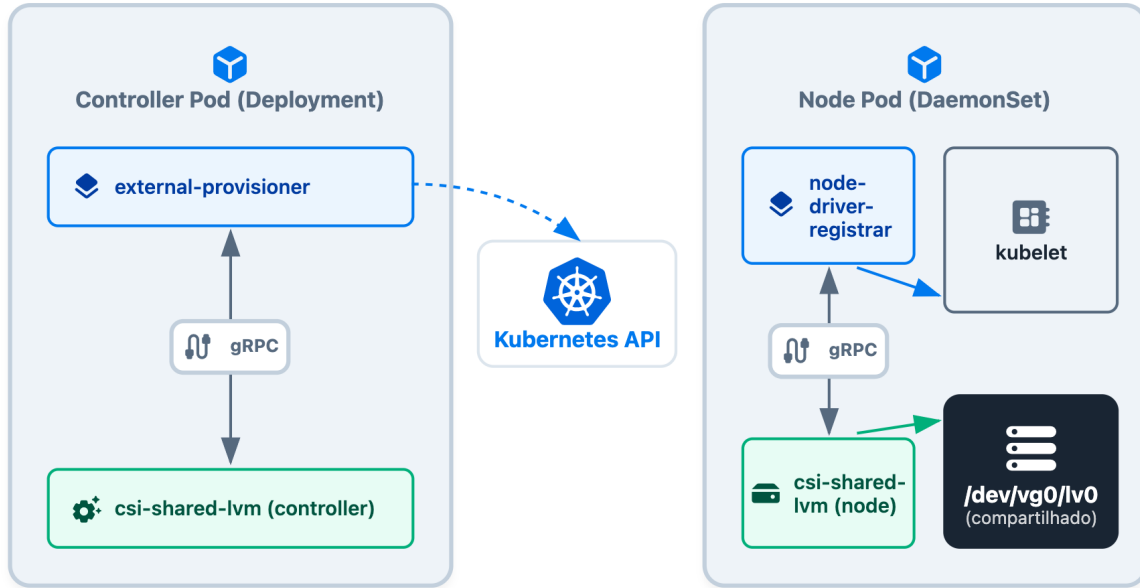 Controller Pod (Deployment)
external-provisioner
gRPC
csi-shared-lvm (controller)
Kubernetes API
Node Pod (DaemonSet)
node-
driver-
registrar
kubelet
gRPC
csi-shared-
lvm (node)
/dev/vg0/lv0
(compartilhado)